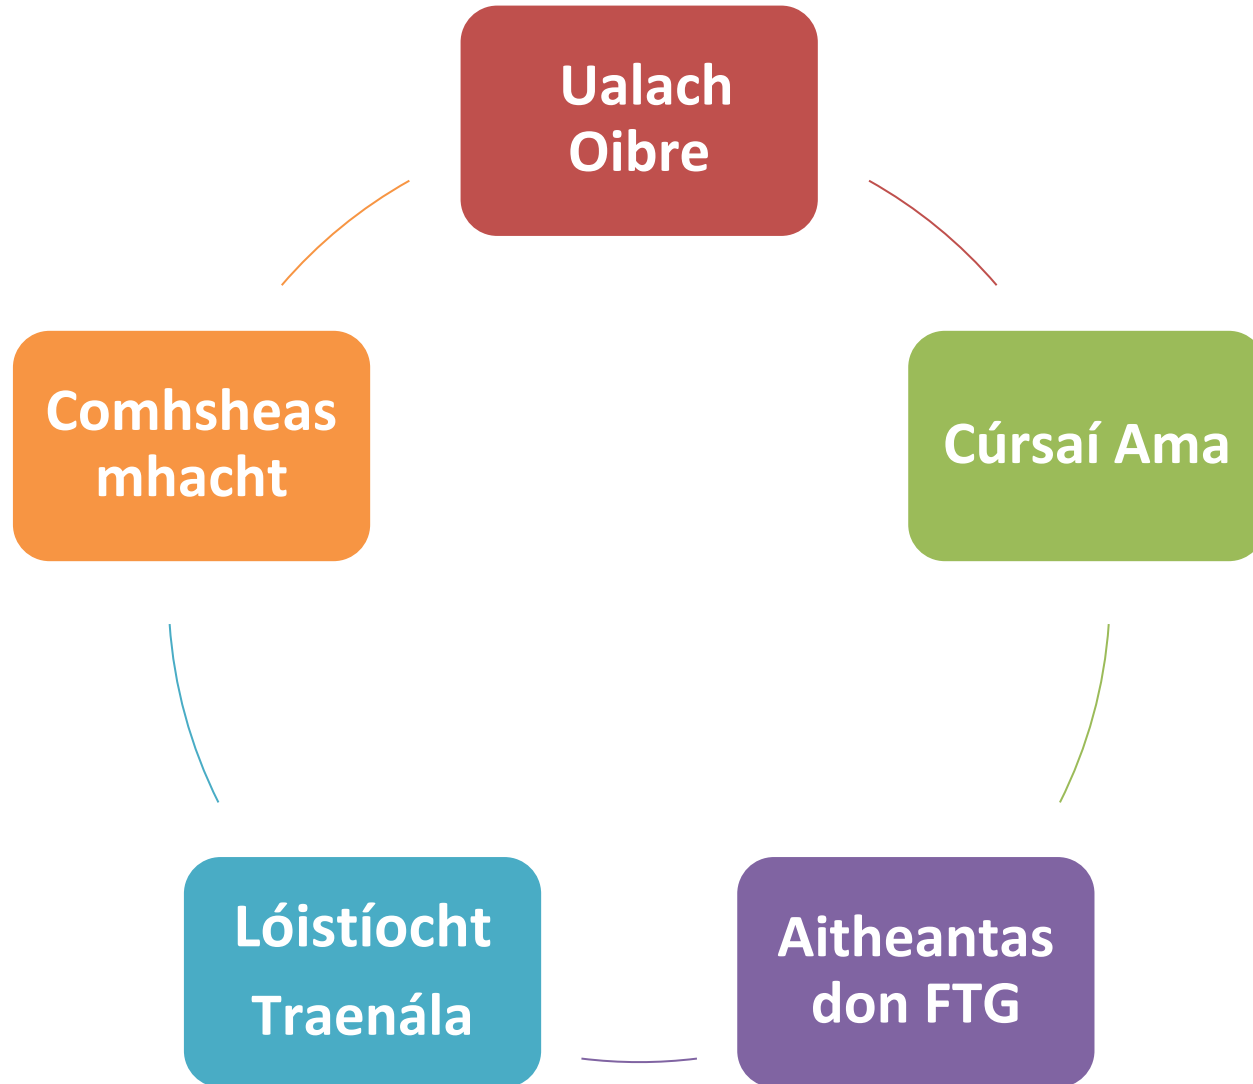 Ualach
Oibre
Cúrsaí Ama
Aitheantas
don FTG
Lóistíocht
Traenála
Comhsheas
mhacht